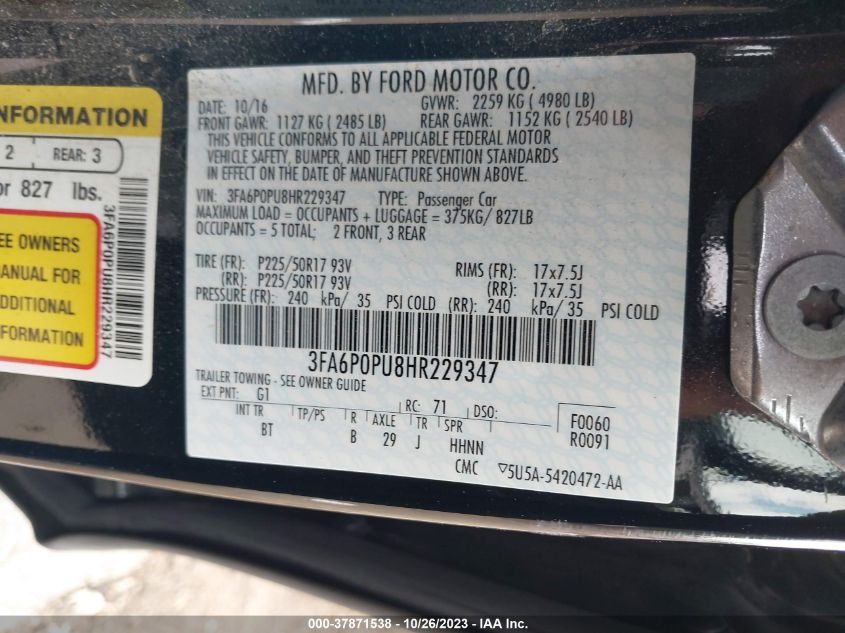 NFORMATION
2 REAR: 3
or 827 lbs.
3FA6P0PU8HR229347
EE OWNERS
MANUAL FOR
DDITIONAL
FORMATION
MFD. BY FORD MOTOR CO.
DATE: 10/16 GVWR: 2259 KG ( 4980 LB)
FRONT GAWR: 1127 KG ( 2485 LB) REAR GAWR: 1152 KG ( 2540 LB)
THIS VEHICLE CONFORMS TO ALL APPLICABLE FEDERAL MOTOR
VEHICLE SAFETY, BUMPER, AND THEFT PREVENTION STANDARDS
IN EFFECT ON THE DATE OF MANUFACTURE SHOWN ABOVE.
VIN: 3FA6P0PU8HR229347 TYPE: Passenger Car
MAXIMUM LOAD = OCCUPANTS + LUGGAGE = 375KG/ 827LB
OCCUPANTS = 5 TOTAL; 2 FRONT, 3 REAR
TIRE (FR): P225/50R17 93V RIMS (FR): 17x7.5J
(RR): P225/50R17 93V (RR): 17x7.5J
PRESSURE (FR): 240 kPa/ 35 PSI COLD (RR): 240 kPa/ 35 PSI COLD
3FA6P0PU8HR229347
TRAILER TOWING - SEE OWNER GUIDE
EXT PNT: G1 RC: 71 DSO: F0060
INT TR TP/PS R AXLE TR SPR R0091
BT B 29 J HHNN
CMC 5U5A-5420472-AA
000-37871538 - 10/26/2023 - IAA Inc.